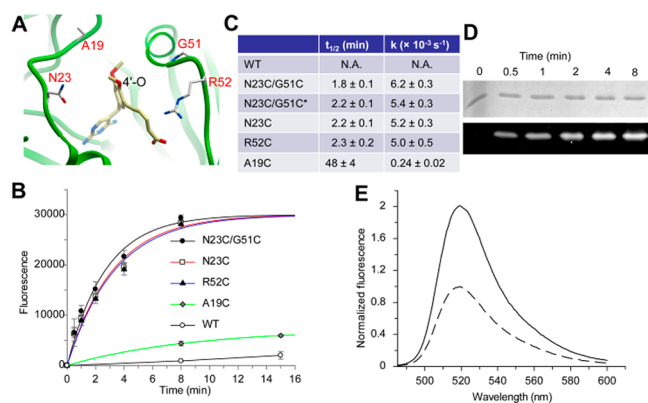 A
A19
G51
N23
4'-O
R52
C
t1/2 (min) k (× 10-3 s-1)
WT N.A. N.A.
N23C/G51C 1.8 ± 0.1 6.2 ± 0.3
N23C/G51C* 2.2 ± 0.1 5.4 ± 0.3
N23C 2.2 ± 0.1 5.2 ± 0.3
R52C 2.3 ± 0.2 5.0 ± 0.5
A19C 48 ± 4 0.24 ± 0.02
D
Time (min)
0 0.5 1 2 4 8
B
Fluorescence
30000
20000
10000
0
0 2 4 6 8 10 12 14 16
Time (min)
N23C/G51C
N23C
R52C
A19C
WT
E
Normalized fluorescence
2
1.6
1.2
0.8
0.4
0
500 520 540 560 580 600
Wavelength (nm)